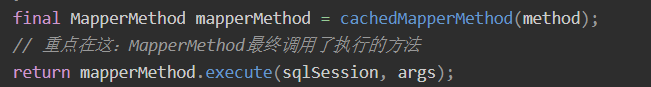 final MapperMethod mapperMethod = cachedMapperMethod(method);
// 重点在这：MapperMethod最终调用了执行的方法
return mapperMethod.execute(sqlSession, args);